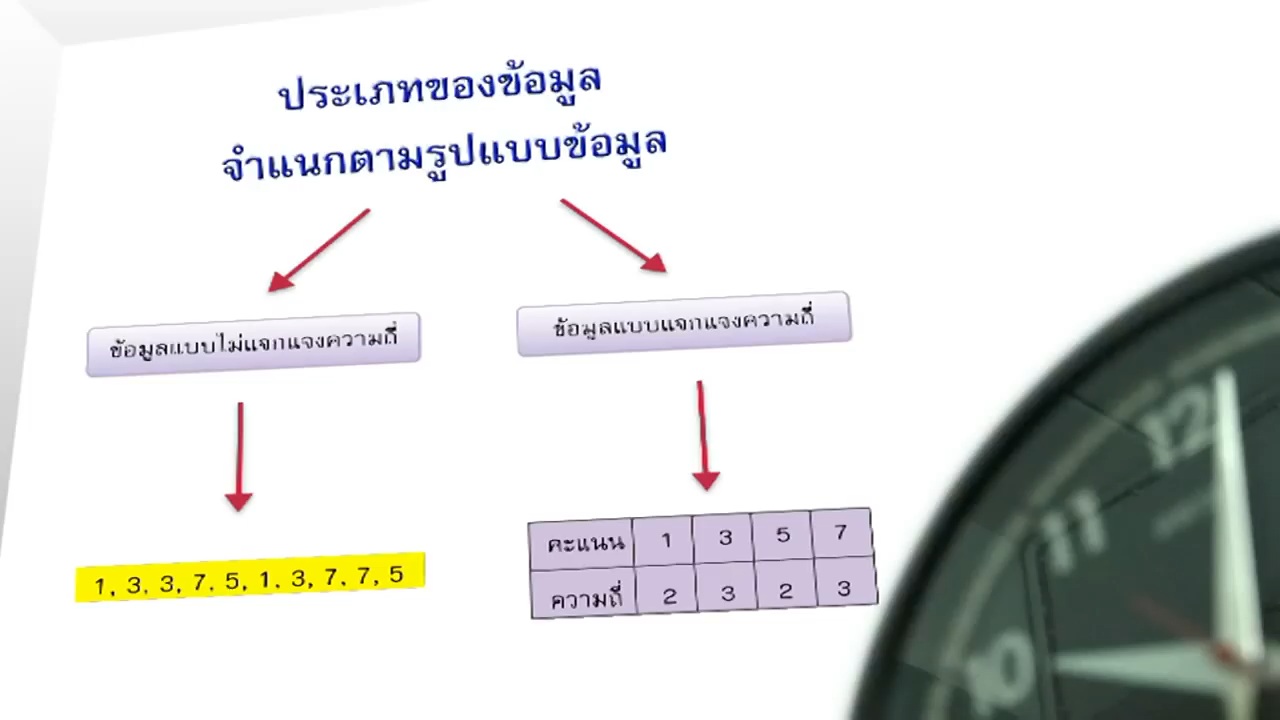 ประเภทของข้อมูล
จำแนกตามรูปแบบข้อมูล
ข้อมูลแบบไม่แจกแจงความถี่
ข้อมูลแบบแจกแจงความถี่
1, 3, 3, 7, 5, 1, 3, 7, 7, 5
คะแนน 1 3 5 7
ความถี่ 2 3 2 3
12
11
10